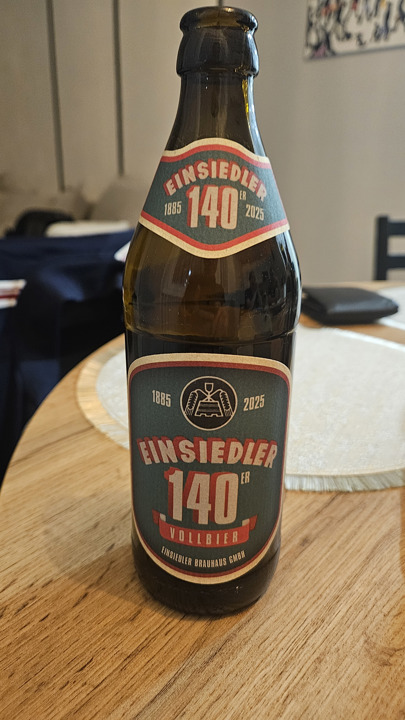 EINSIEDLER
1885 140ER 2025
1885 2025
EINSIEDLER
140ER
VOLLBIER
EINSIEDLER BRAUHAUS GMBH